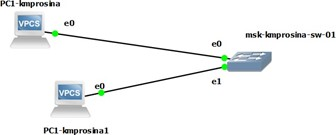 PC1-kmprosina
VPCS
e0
e0
msk-kmprosina-sw-01
e1
VPCS
e0
PC1-kmprosina1